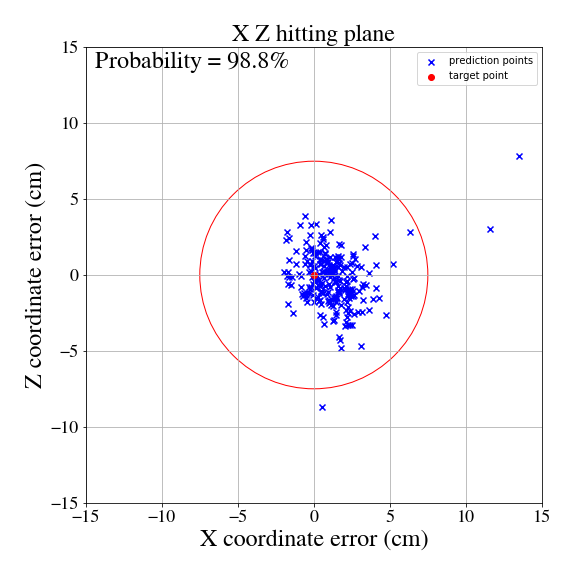 X Z hitting plane
Probability = 98.8%
prediction points
target point
15
10
5
0
−5
−10
−15
Z coordinate error (cm)
−15 −10 −5 0 5 10 15
X coordinate error (cm)